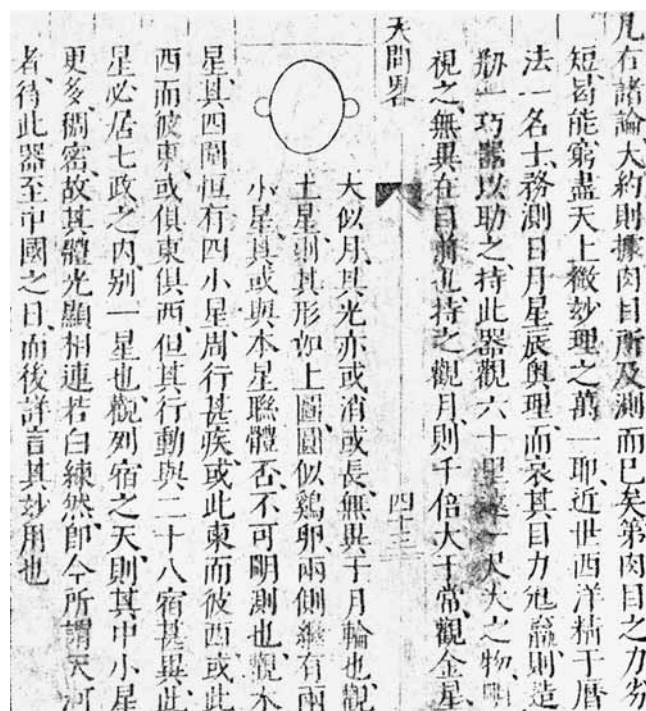 凡右諸論、大約則據肉目所及測而已矣第肉目之力劣
短、曷能窮盡天上微妙理之萬一耶、近世西洋精于曆
法一名士、務測日月星辰奧理、而哀其目力尫羸、則造
刱一巧器以助之、持此器觀六十里遠一尺大之物、明
視之、無異在目前也、持之觀月、則千倍大于常、觀金星、
天問畧 四十三
大似月、其光亦或消或長、無異于月輪也、觀
土星、則其形如上圖、圓似鷄卵、兩側繼有兩
小星、其或與本星聯體否、不可明測也、觀木
星、其四圍恒有四小星、周行甚疾、或此東而彼西、或此
西而彼東、或俱東俱西、但其行動與二十八宿甚異、此
星必居七政之內、别一星也、觀列宿之天、則其中小星
更多、稠密、故其體光顯相連若白練然、即今所謂天河
者、待此器至中國之日、而後詳言其妙用也